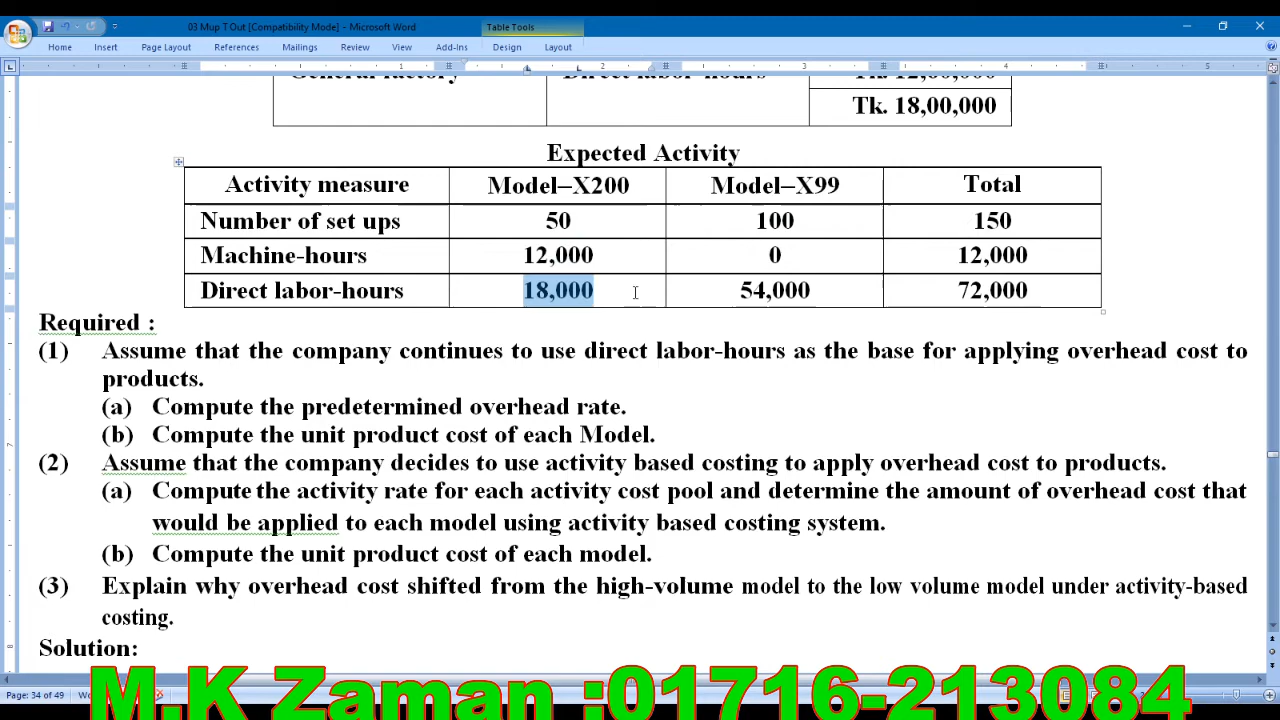 03 Mup T Out [Compatibility Mode] - Microsoft Word
Table Tools
Home Insert Page Layout References Mailings Review View Add-Ins Design Layout
General factory Direct labor-hours Tk. 12,00,000
Tk. 18,00,000
Expected Activity
Activity measure Model–X200 Model–X99 Total
Number of set ups 50 100 150
Machine-hours 12,000 0 12,000
Direct labor-hours 18,000 54,000 72,000
Required :
(1) Assume that the company continues to use direct labor-hours as the base for applying overhead cost to
products.
(a) Compute the predetermined overhead rate.
(b) Compute the unit product cost of each Model.
(2) Assume that the company decides to use activity based costing to apply overhead cost to products.
(a) Compute the activity rate for each activity cost pool and determine the amount of overhead cost that
would be applied to each model using activity based costing system.
(b) Compute the unit product cost of each model.
(3) Explain why overhead cost shifted from the high-volume model to the low volume model under activity-based
costing.
Solution:
Page: 34 of 49
M.K Zaman :01716-213084